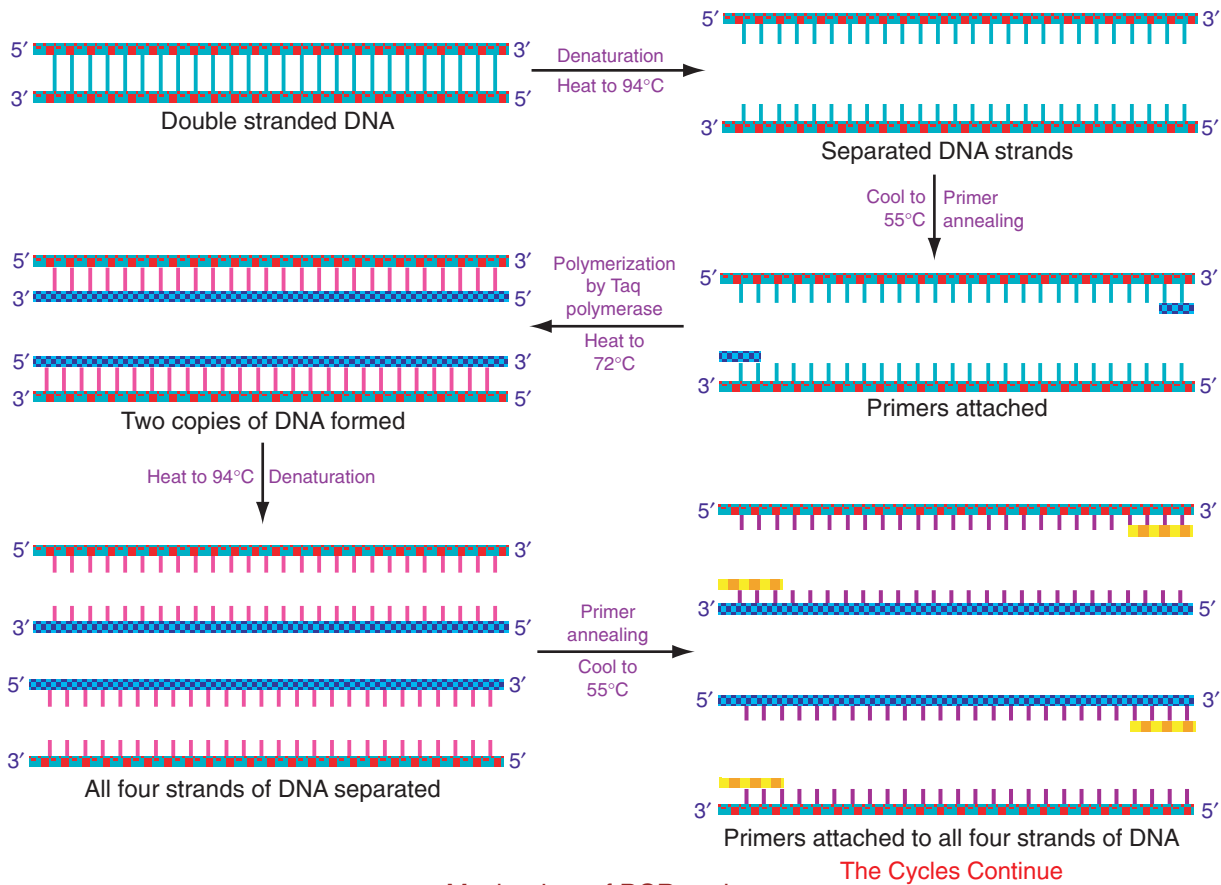 5′ 3′
3′ 5′
Double stranded DNA
Denaturation
Heat to 94°C
5′ 3′
3′ 5′
Separated DNA strands
Cool to
55°C
Primer
annealing
5′ 3′
3′ 5′
Primers attached
Polymerization
by Taq
polymerase
Heat to
72°C
5′ 3′
3′ 5′
5′ 3′
3′ 5′
Two copies of DNA formed
Heat to 94°C Denaturation
5′ 3′
3′ 5′
5′ 3′
3′ 5′
All four strands of DNA separated
Primer
annealing
Cool to
55°C
5′ 3′
3′ 5′
5′ 3′
3′ 5′
Primers attached to all four strands of DNA
The Cycles Continue